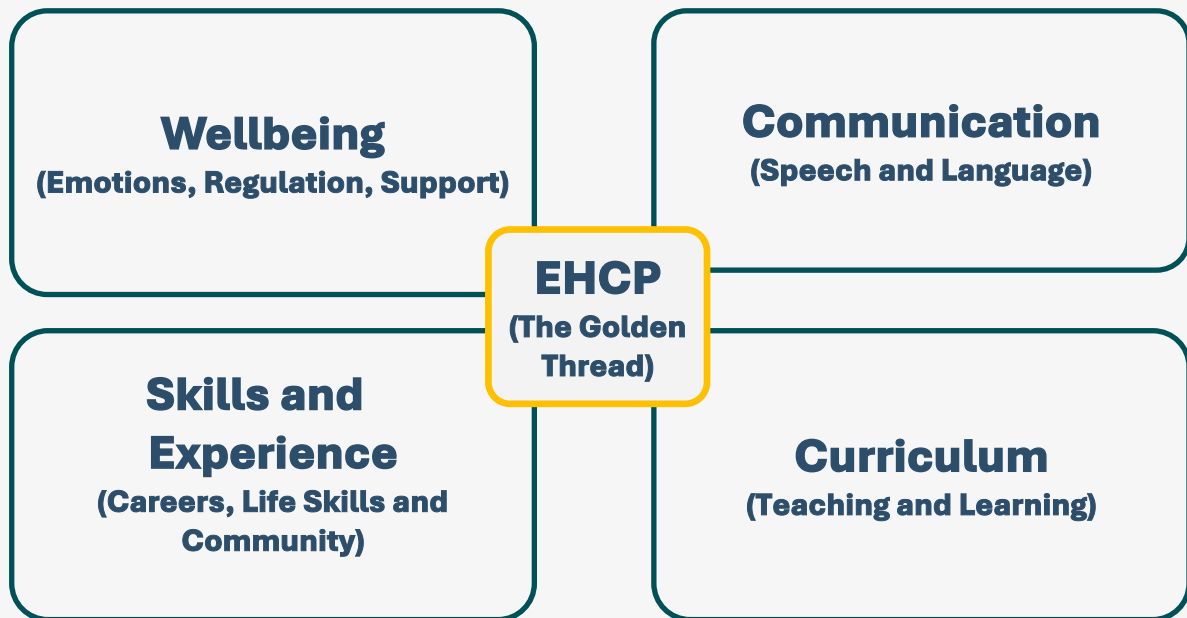 Wellbeing
(Emotions, Regulation, Support)
Communication
(Speech and Language)
EHCP
(The Golden
Thread)
Skills and
Experience
(Careers, Life Skills and
Community)
Curriculum
(Teaching and Learning)